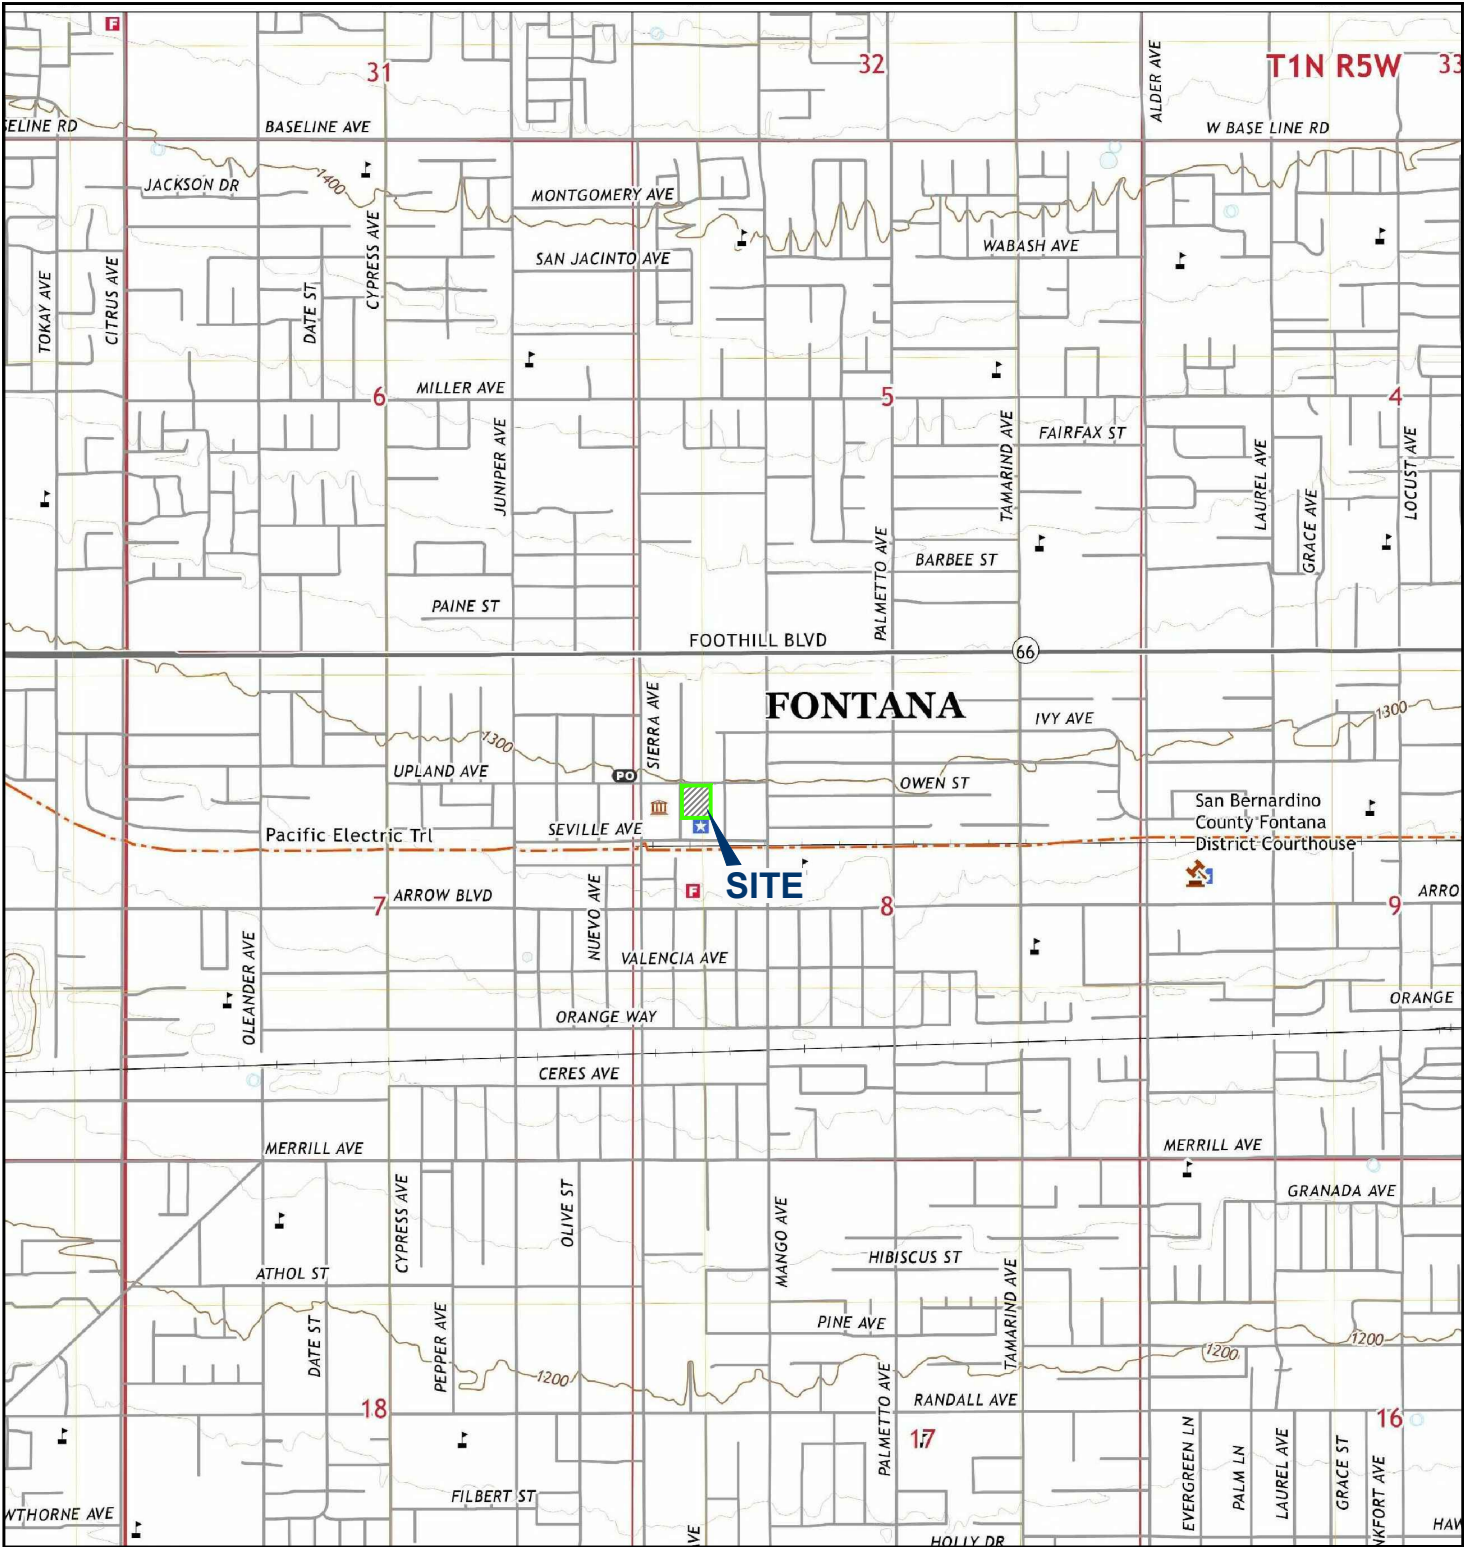 F
31
32
T1N R5W
33
ALDER AVE
SELINE RD
BASELINE AVE
W BASE LINE RD
JACKSON DR
1400
MONTGOMERY AVE
CYPRESS AVE
SAN JACINTO AVE
WABASH AVE
TOKAY AVE
CITRUS AVE
DATE ST
6
MILLER AVE
5
4
JUNIPER AVE
TAMARIND AVE
FAIRFAX ST
LAUREL AVE
LOCUST AVE
GRACE AVE
PALMETTO AVE
BARBEE ST
PAINE ST
FOOTHILL BLVD
66
SIERRA AVE
FONTANA
IVY AVE
1300
1300
UPLAND AVE
PO
OWEN ST
San Bernardino
County Fontana
District Courthouse
Pacific Electric Trl
SEVILLE AVE
SITE
F
7
ARROW BLVD
NUEVO AVE
8
9
ARRO
OLEANDER AVE
VALENCIA AVE
ORANGE WAY
ORANGE
CERES AVE
MERRILL AVE
MERRILL AVE
CYPRESS AVE
OLIVE ST
MANGO AVE
GRANADA AVE
HIBISCUS ST
ATHOL ST
TAMARIND AVE
DATE ST
PEPPER AVE
PINE AVE
1200
1200
1200
PALMETTO AVE
RANDALL AVE
18
17
16
EVERGREEN LN
PALM LN
LAUREL AVE
GRACE ST
NKFORT AVE
FILBERT ST
WTHORNE AVE
VE
HOLLY DR
HAW